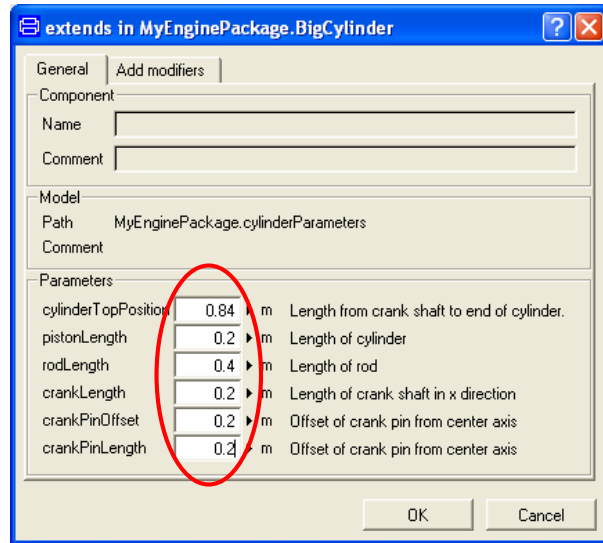 extends in MyEnginePackage.BigCylinder
General Add modifiers
Component
Name
Comment
Model
Path MyEnginePackage.cylinderParameters
Comment
Parameters
cylinderTopPosition 0.84 m Length from crank shaft to end of cylinder.
pistonLength 0.2 m Length of cylinder
rodLength 0.4 m Length of rod
crankLength 0.2 m Length of crank shaft in x direction
crankPinOffset 0.2 m Offset of crank pin from center axis
crankPinLength 0.2 m Offset of crank pin from center axis
OK Cancel